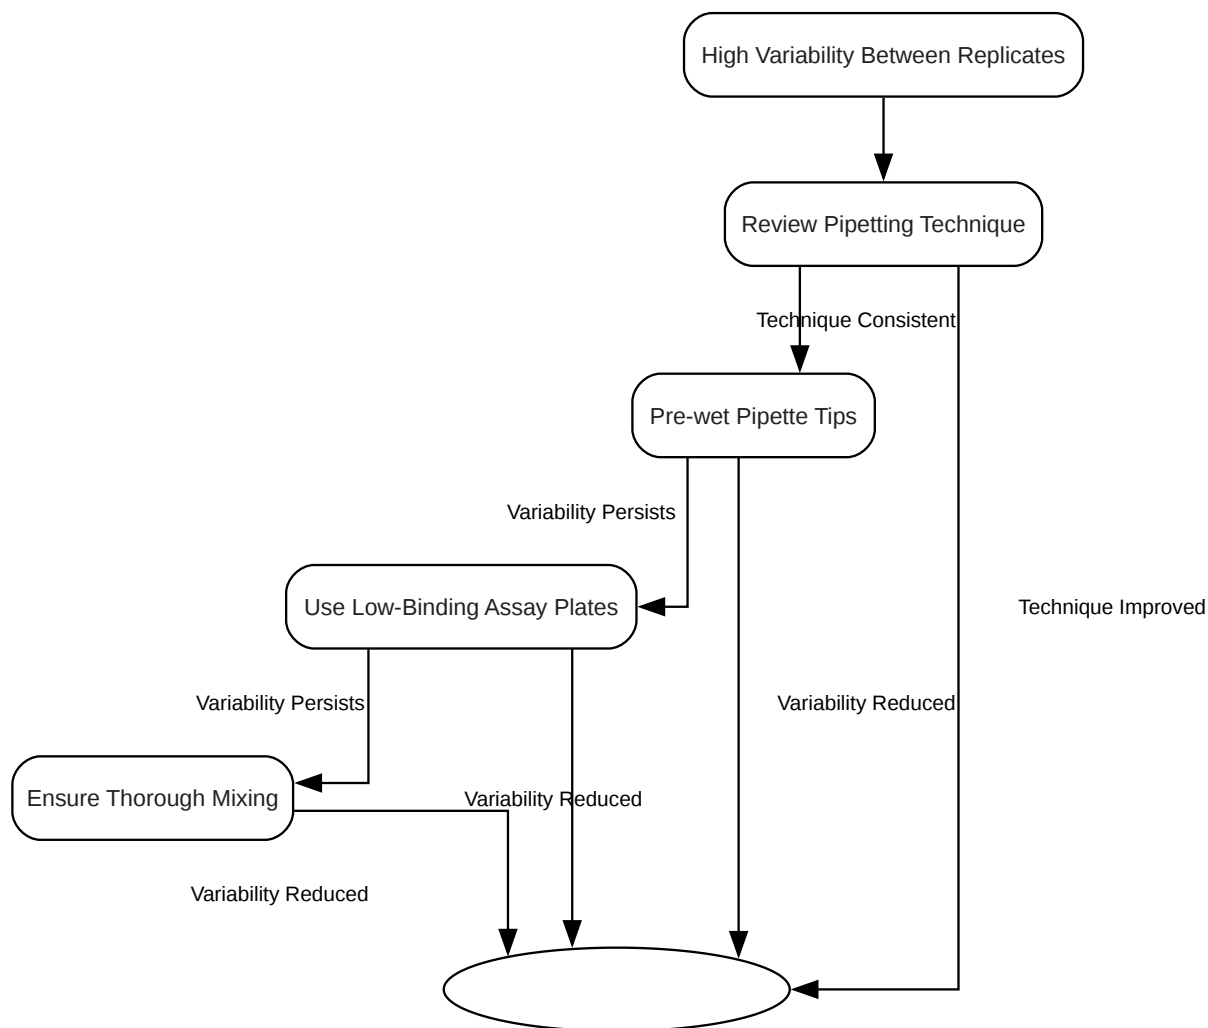 High Variability Between Replicates
Review Pipetting Technique
Technique Consistent
Pre-wet Pipette Tips
Variability Persists
Use Low-Binding Assay Plates
Technique Improved
Variability Persists
Variability Reduced
Ensure Thorough Mixing
Variability Reduced
Variability Reduced